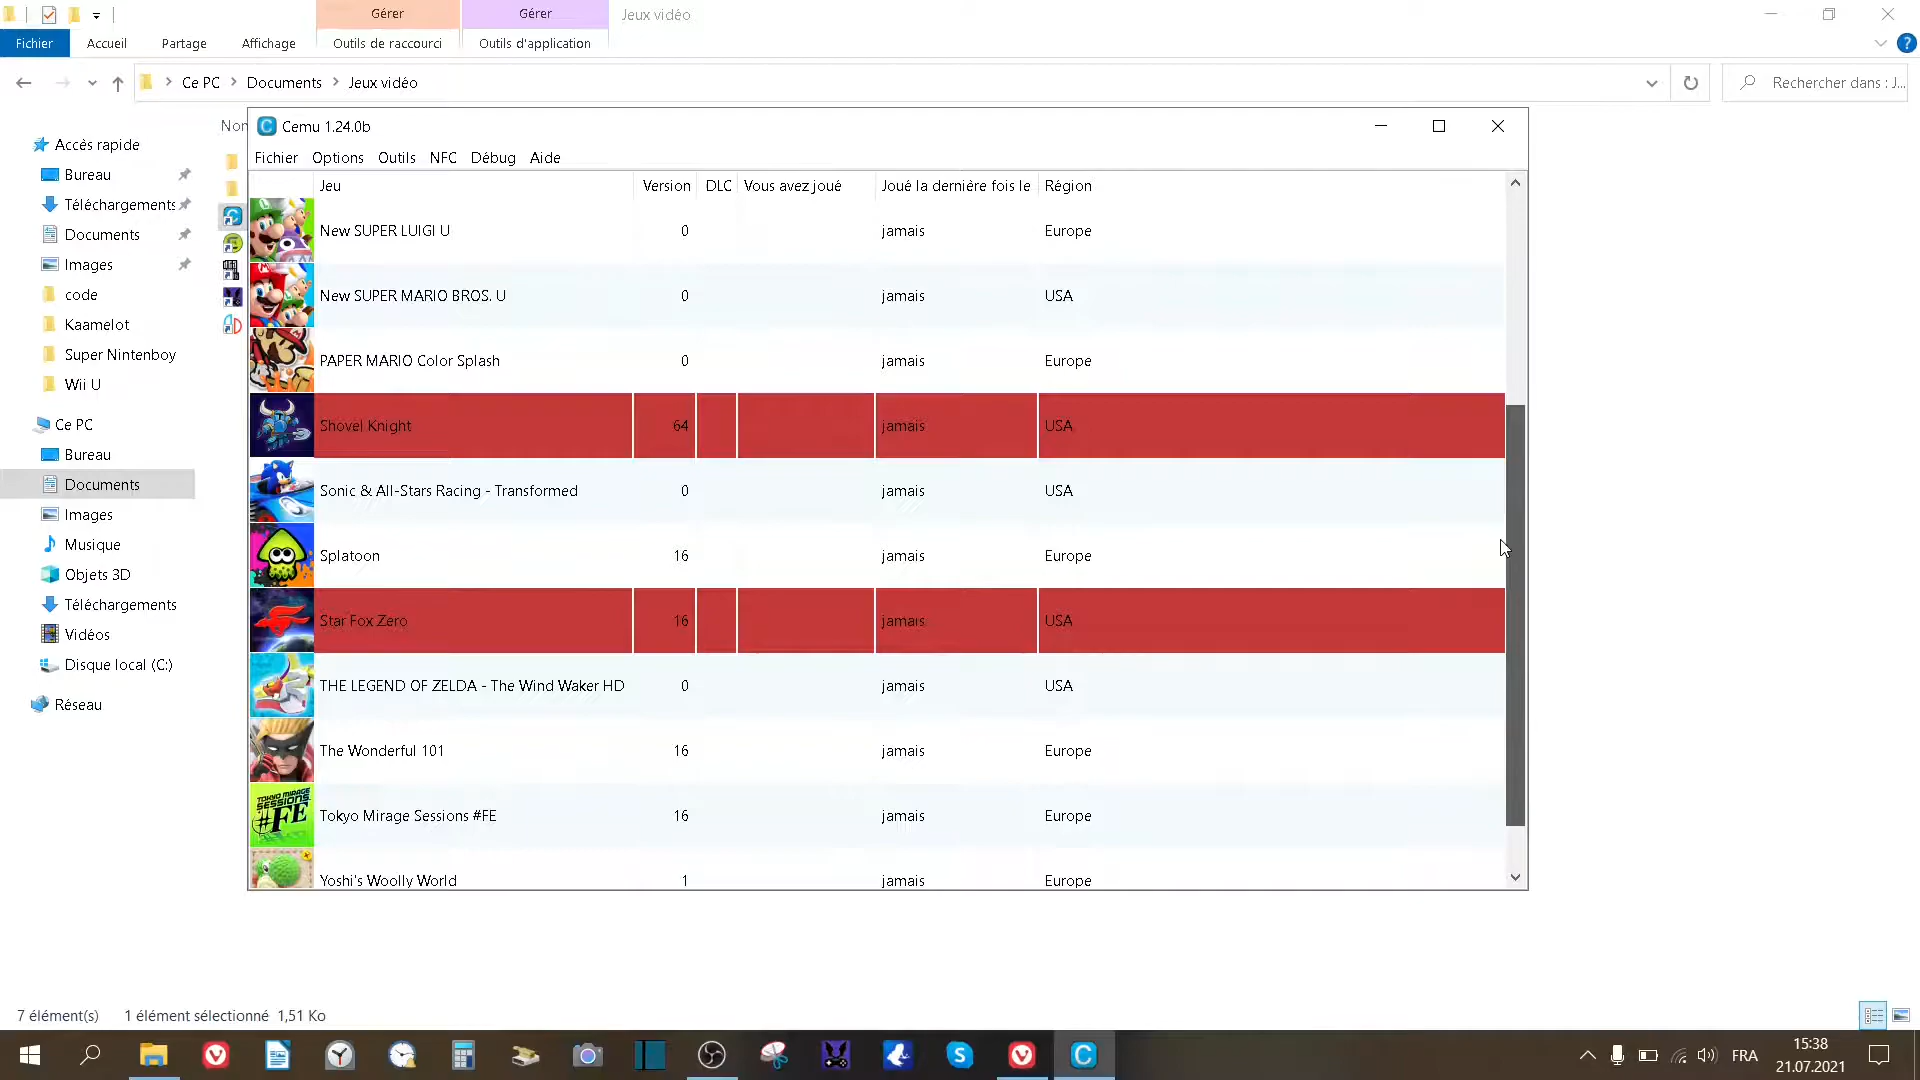 Gérer
Gérer
Jeux vidéo
Fichier
Accueil
Partage
Affichage
Outils de raccourci
Outils d'application
Ce PC
Documents
Jeux vidéo
Rechercher dans : J...
Nom
Accès rapide
Bureau
Téléchargements
Documents
Images
code
Kaamelot
Super Nintenboy
Wii U
Ce PC
Bureau
Documents
Images
Musique
Objets 3D
Téléchargements
Vidéos
Disque local (C:)
Réseau
Cemu 1.24.0b
Fichier Options Outils NFC Débug Aide
Jeu Version DLC Vous avez joué Joué la dernière fois le Région
New SUPER LUIGI U 0 jamais Europe
New SUPER MARIO BROS. U 0 jamais USA
PAPER MARIO Color Splash 0 jamais Europe
Shovel Knight 64 jamais USA
Sonic & All-Stars Racing - Transformed 0 jamais USA
Splatoon 16 jamais Europe
Star Fox Zero 16 jamais USA
THE LEGEND OF ZELDA - The Wind Waker HD 0 jamais USA
The Wonderful 101 16 jamais Europe
TOKYO MIRAGE
SESSIONS
#FE
Tokyo Mirage Sessions #FE 16 jamais Europe
Yoshi's Woolly World 1 jamais Europe
7 élément(s) 1 élément sélectionné 1,51 Ko
FRA
15:38
21.07.2021